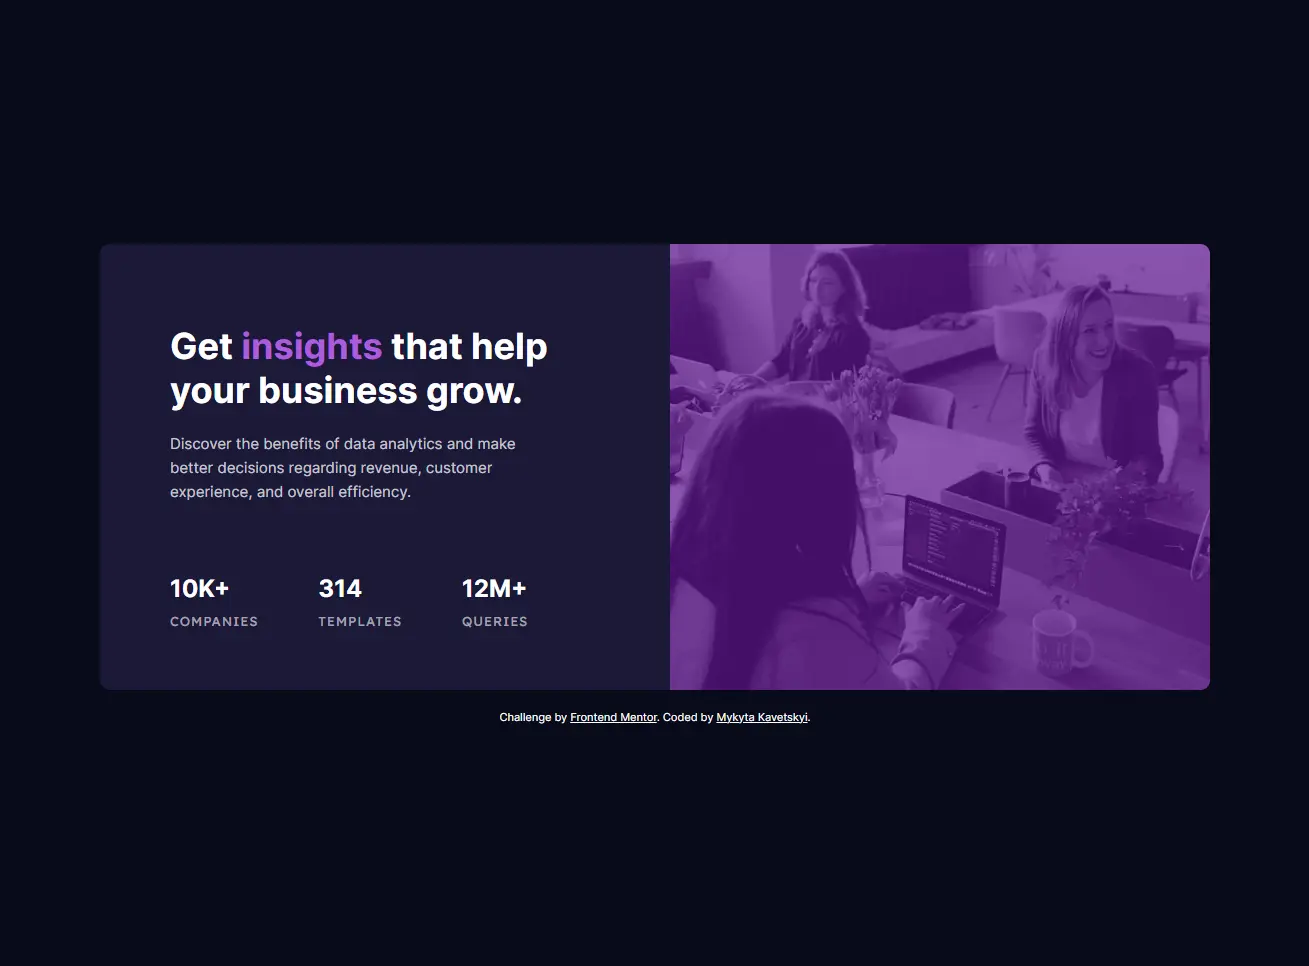 Get insights that help
your business grow.
Discover the benefits of data analytics and make
better decisions regarding revenue, customer
experience, and overall efficiency.
10K+ 314 12M+
COMPANIES TEMPLATES QUERIES
Challenge by Frontend Mentor. Coded by Mykyta Kavetskyi.